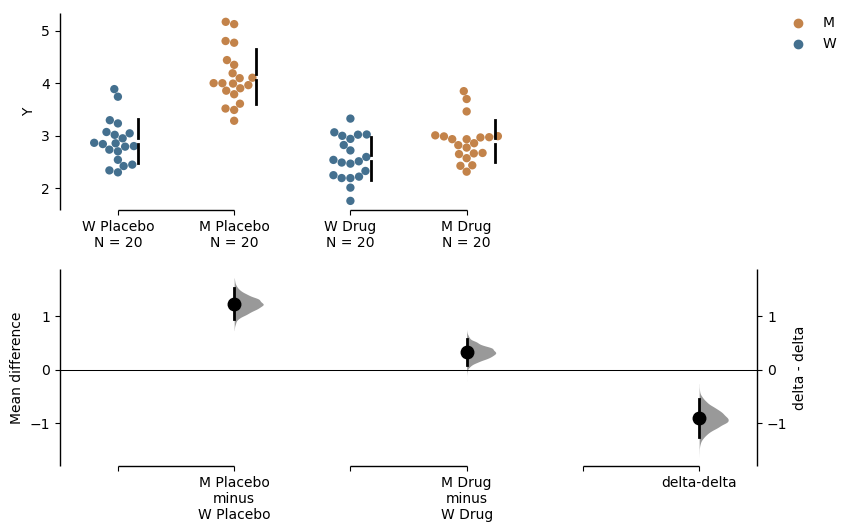 M
W
5
4
3
2
Y
W Placebo
N = 20
M Placebo
N = 20
W Drug
N = 20
M Drug
N = 20
1
0
−1
Mean difference
1
0
−1
delta - delta
M Placebo
minus
W Placebo
M Drug
minus
W Drug
delta-delta